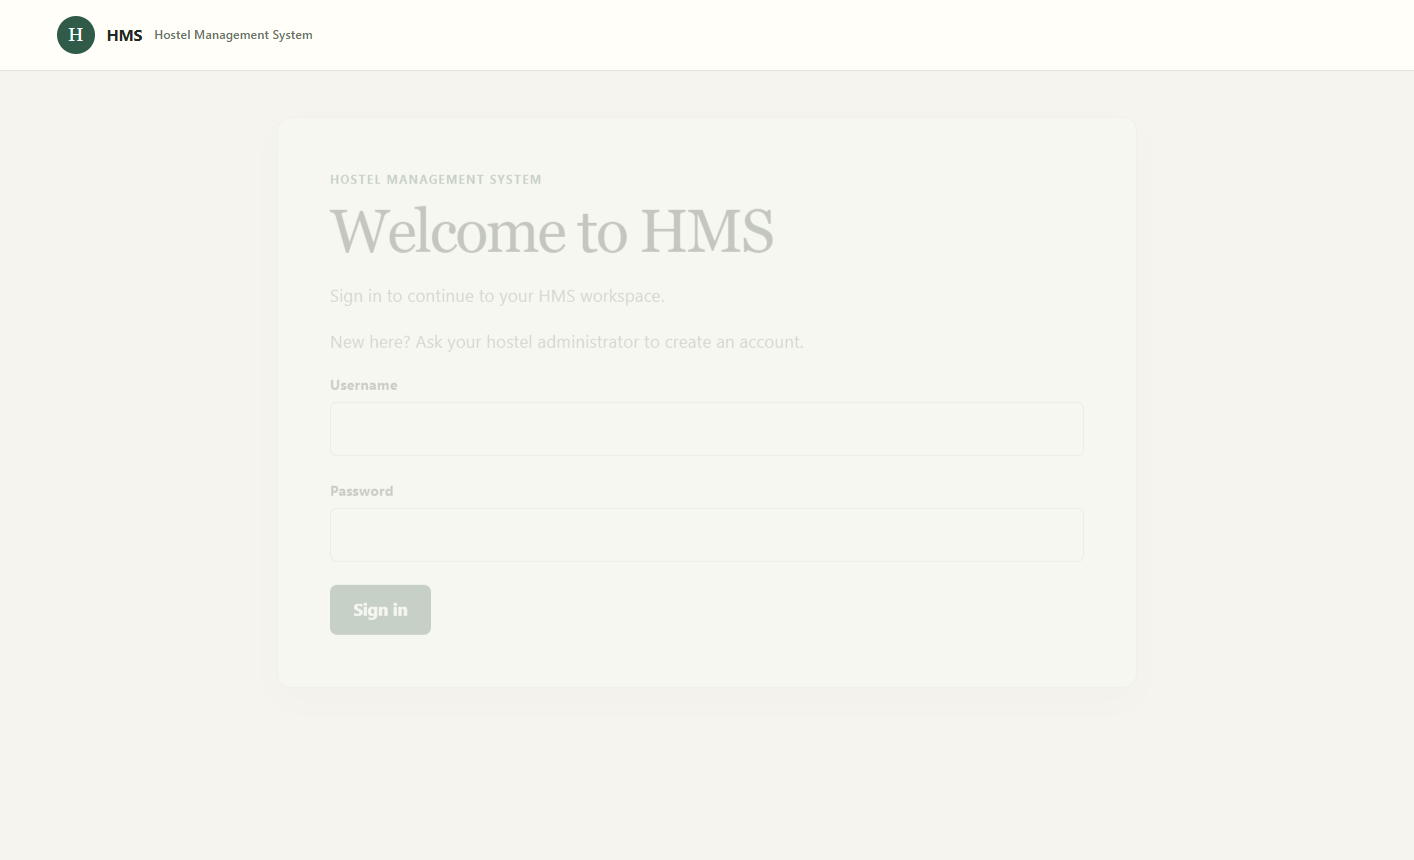 H HMS Hostel Management System
HOSTEL MANAGEMENT SYSTEM
Welcome to HMS
Sign in to continue to your HMS workspace.
New here? Ask your hostel administrator to create an account.
Username
Password
Sign in